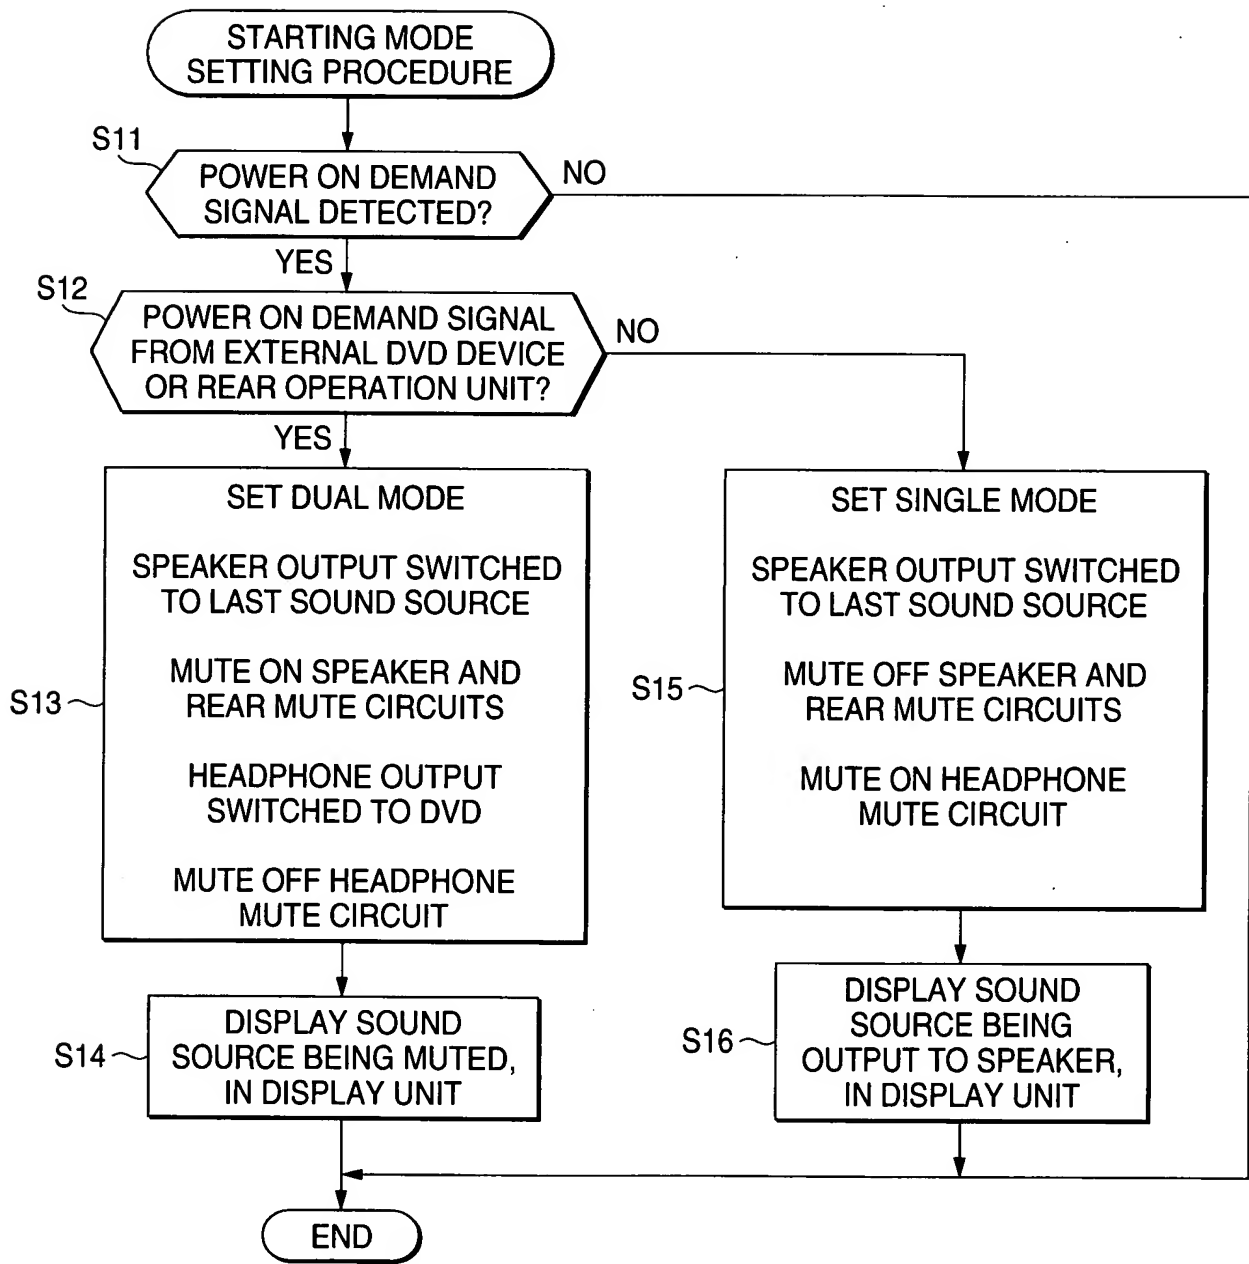 STARTING MODE
SETTING PROCEDURE
S11
POWER ON DEMAND
SIGNAL DETECTED?
NO
YES
S12
POWER ON DEMAND SIGNAL
FROM EXTERNAL DVD DEVICE
OR REAR OPERATION UNIT?
NO
YES
S13
SET DUAL MODE
SPEAKER OUTPUT SWITCHED
TO LAST SOUND SOURCE
MUTE ON SPEAKER AND
REAR MUTE CIRCUITS
HEADPHONE OUTPUT
SWITCHED TO DVD
MUTE OFF HEADPHONE
MUTE CIRCUIT
S15
SET SINGLE MODE
SPEAKER OUTPUT SWITCHED
TO LAST SOUND SOURCE
MUTE OFF SPEAKER AND
REAR MUTE CIRCUITS
MUTE ON HEADPHONE
MUTE CIRCUIT
S14
DISPLAY SOUND
SOURCE BEING MUTED,
IN DISPLAY UNIT
S16
DISPLAY SOUND
SOURCE BEING
OUTPUT TO SPEAKER,
IN DISPLAY UNIT
END